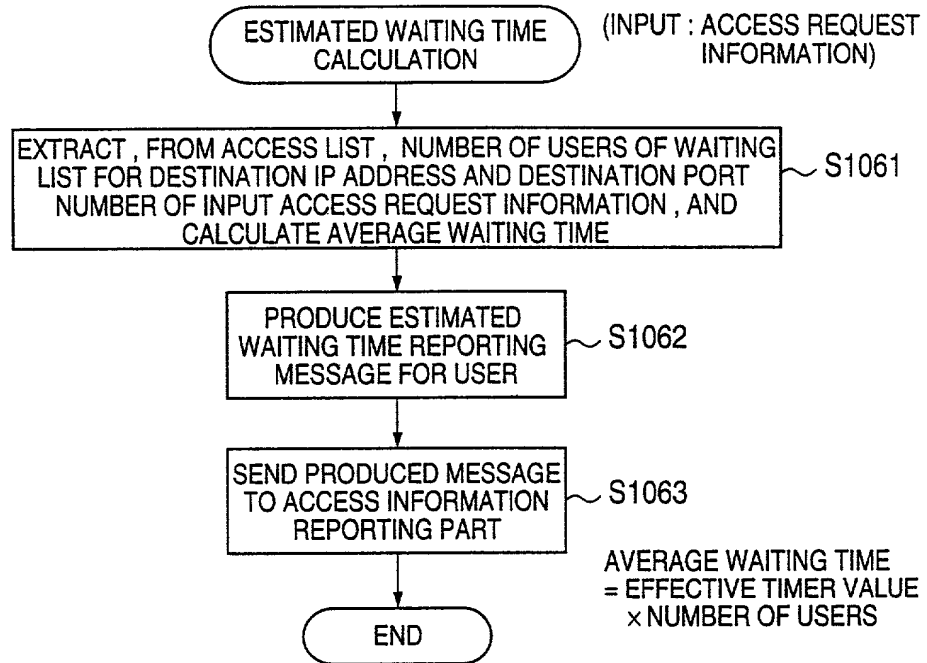 ESTIMATED WAITING TIME
CALCULATION
(INPUT : ACCESS REQUEST
INFORMATION)
EXTRACT , FROM ACCESS LIST , NUMBER OF USERS OF WAITING
LIST FOR DESTINATION IP ADDRESS AND DESTINATION PORT
NUMBER OF INPUT ACCESS REQUEST INFORMATION , AND
CALCULATE AVERAGE WAITING TIME
S1061
PRODUCE ESTIMATED
WAITING TIME REPORTING
MESSAGE FOR USER
S1062
SEND PRODUCED MESSAGE
TO ACCESS INFORMATION
REPORTING PART
S1063
AVERAGE WAITING TIME
= EFFECTIVE TIMER VALUE
× NUMBER OF USERS
END